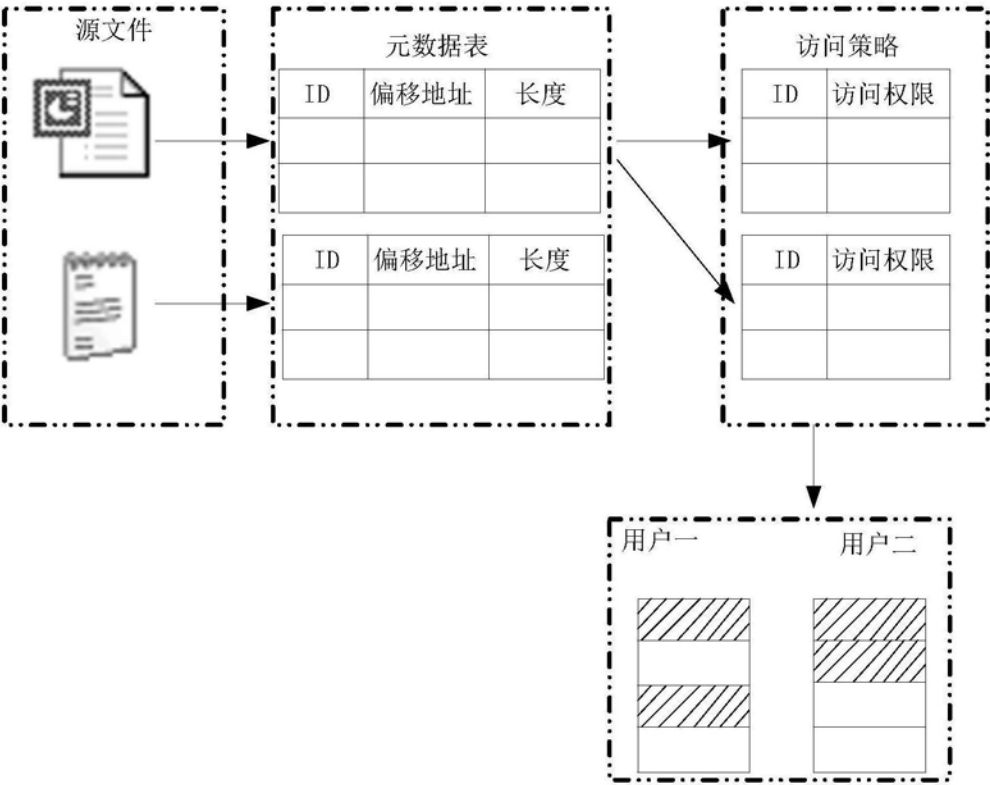 源文件
元数据表
访问策略
ID 偏移地址 长度
ID 访问权限
ID 偏移地址 长度
ID 访问权限
用户一
用户二